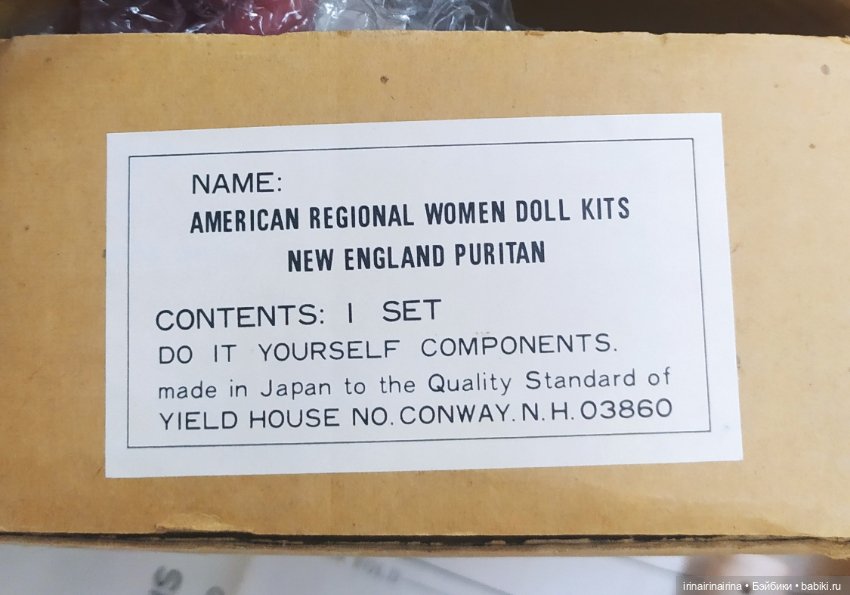 NAME:
AMERICAN REGIONAL WOMEN DOLL KITS
NEW ENGLAND PURITAN
CONTENTS: 1 SET
DO IT YOURSELF COMPONENTS.
made in Japan to the Quality Standard of
YIELD HOUSE NO. CONWAY. N. H. 03860
irinairinairina • Бэйбики • babiki.ru